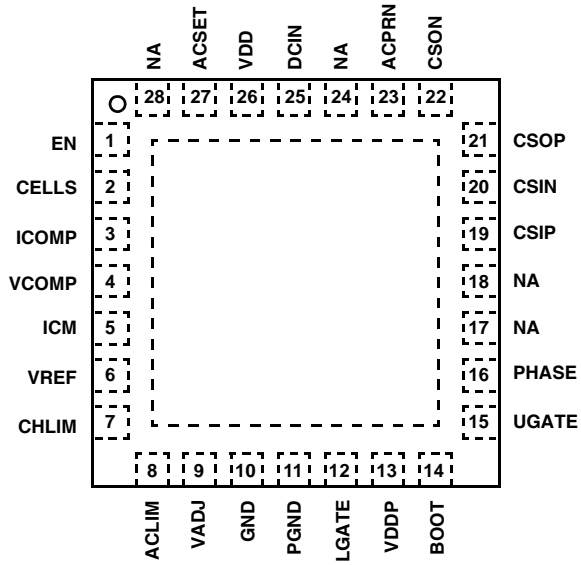 NA ACSET VDD DCIN NA ACPRN CSON
28 27 26 25 24 23 22
EN 1 21 CSOP
CELLS 2 20 CSIN
ICOMP 3 19 CSIP
VCOMP 4 18 NA
ICM 5 17 NA
VREF 6 16 PHASE
CHLIM 7 15 UGATE
8 9 10 11 12 13 14
ACLIM VADJ GND PGND LGATE VDDP BOOT